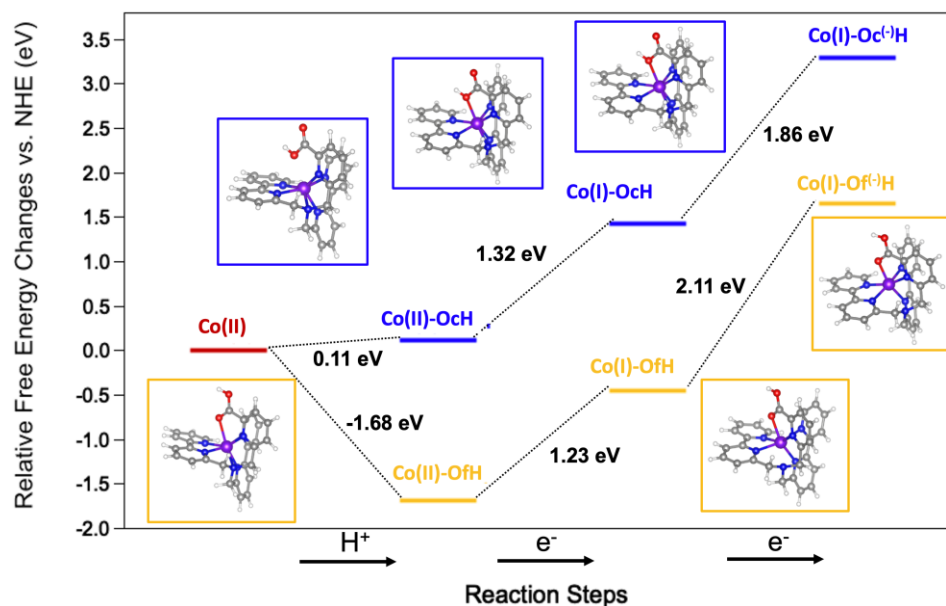 Relative Free Energy Changes vs. NHE (eV)
3.5
3.0
2.5
2.0
1.5
1.0
0.5
0.0
-0.5
-1.0
-1.5
-2.0
Co(I)-Oc⁽⁻⁾H
1.86 eV
Co(I)-OcH
Co(I)-Of⁽⁻⁾H
1.32 eV
2.11 eV
Co(II)
Co(II)-OcH
0.11 eV
Co(I)-OfH
-1.68 eV
1.23 eV
Co(II)-OfH
H⁺
e⁻
e⁻
Reaction Steps